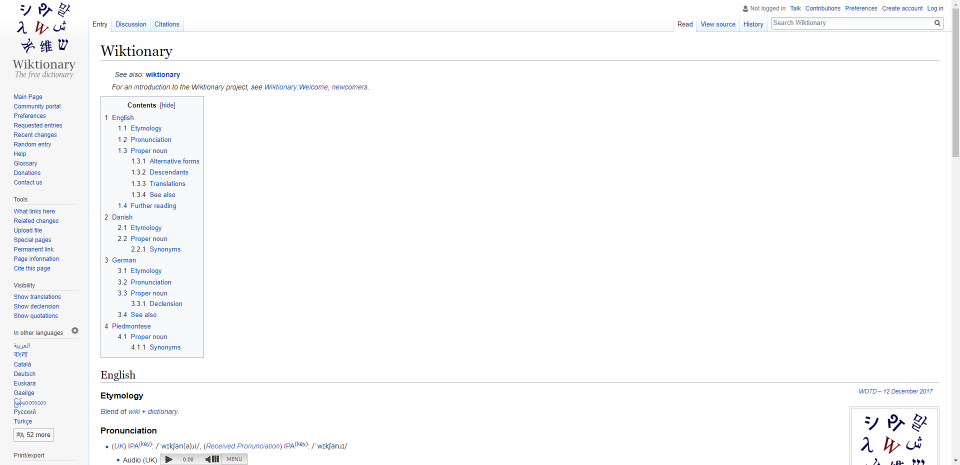 Not logged in Talk Contributions Preferences Create account Log in
Entry Discussion Citations Read View source History Search Wiktionary
Wiktionary
The free dictionary
Main Page
Community portal
Preferences
Requested entries
Recent changes
Random entry
Help
Glossary
Donations
Contact us
Tools
What links here
Related changes
Upload file
Special pages
Permanent link
Page information
Cite this page
Visibility
Show translations
Show declension
Show quotations
In other languages
العربية
বাংলা
Català
Deutsch
Euskara
Gaeilge
မြန်မာဘာသာ
Русский
Türkçe
52 more
Print/export
Wiktionary
See also: wiktionary
For an introduction to the Wiktionary project, see Wiktionary:Welcome, newcomers.
Contents [hide]
1 English
1.1 Etymology
1.2 Pronunciation
1.3 Proper noun
1.3.1 Alternative forms
1.3.2 Descendants
1.3.3 Translations
1.3.4 See also
1.4 Further reading
2 Danish
2.1 Etymology
2.2 Proper noun
2.2.1 Synonyms
3 German
3.1 Etymology
3.2 Pronunciation
3.3 Proper noun
3.3.1 Declension
3.4 See also
4 Piedmontese
4.1 Proper noun
4.1.1 Synonyms
English
WOTD – 12 December 2017
Etymology
Blend of wiki + dictionary.
Pronunciation
(UK) IPA(key): /ˈwɪkʃən(ə)ɹi/, (Received Pronunciation) IPA(key): /ˈwɪkʃənɹɪ/
Audio (UK) 0:00 MENU